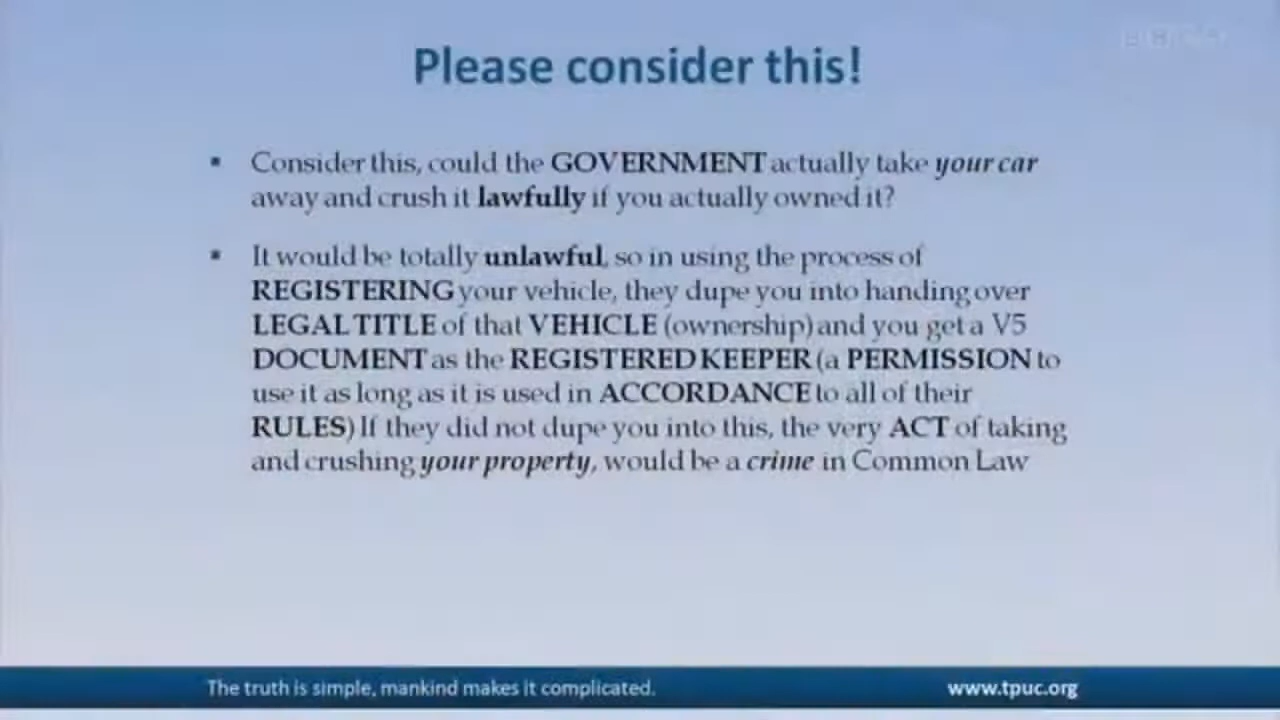 Please consider this!
Consider this, could the GOVERNMENT actually take your car
away and crush it lawfully if you actually owned it?
It would be totally unlawful, so in using the process of
REGISTERING your vehicle, they dupe you into handing over
LEGAL TITLE of that VEHICLE (ownership) and you get a V5
DOCUMENT as the REGISTERED KEEPER (a PERMISSION to
use it as long as it is used in ACCORDANCE to all of their
RULES) If they did not dupe you into this, the very ACT of taking
and crushing your property, would be a crime in Common Law
The truth is simple, mankind makes it complicated.
www.tpuc.org